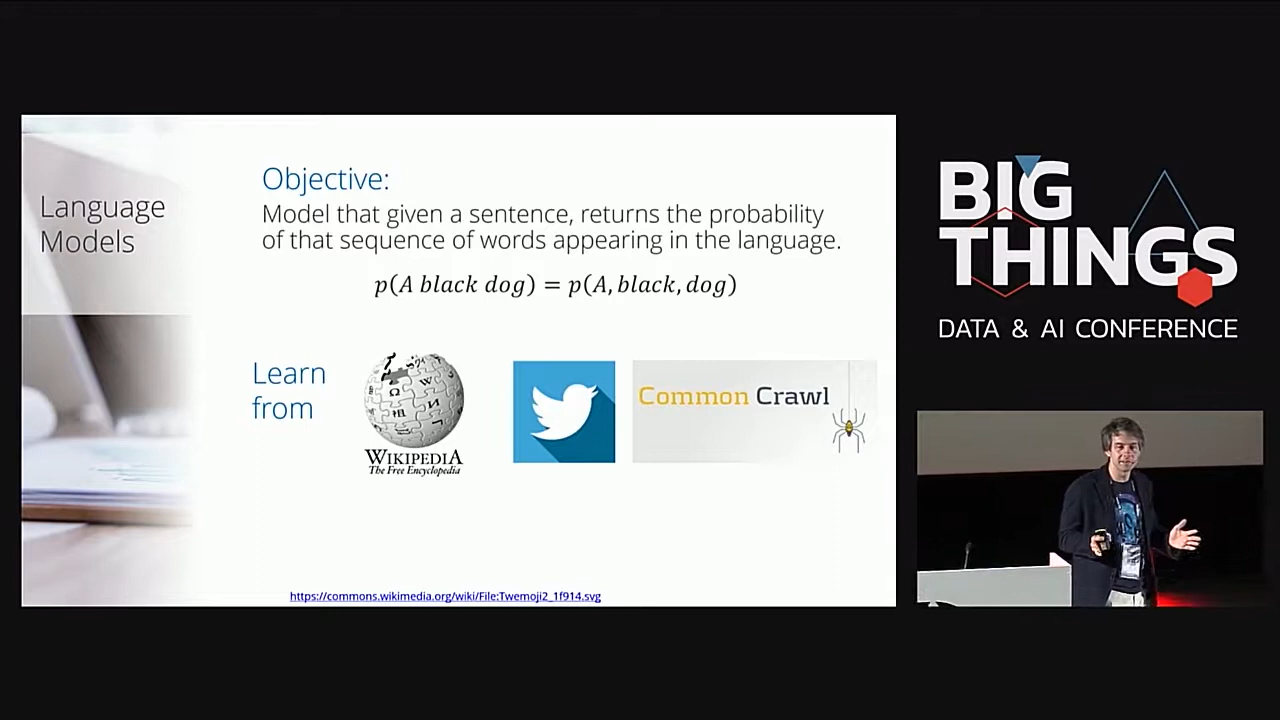 Language
Models
Objective:
Model that given a sentence, returns the probability
of that sequence of words appearing in the language.
p(A black dog) = p(A, black, dog)
Learn
from
WIKIPEDIA
The Free Encyclopedia
Common Crawl
https://commons.wikimedia.org/wiki/File:Twemoji2_1f914.svg
BIG
THINGS
DATA & AI CONFERENCE